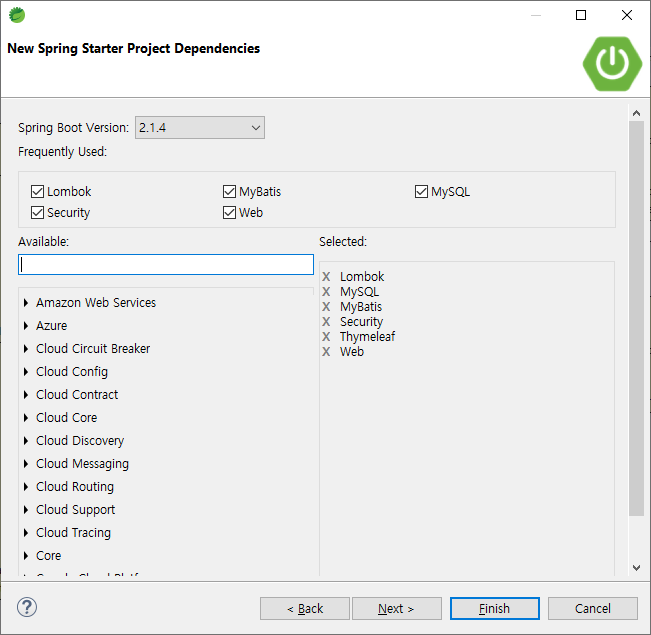 New Spring Starter Project Dependencies
Spring Boot Version: 2.1.4
Frequently Used:
Lombok MyBatis MySQL
Security Web
Available: Selected:
X Lombok
X MySQL
X MyBatis
X Security
X Thymeleaf
X Web
Amazon Web Services
Azure
Cloud Circuit Breaker
Cloud Config
Cloud Contract
Cloud Core
Cloud Discovery
Cloud Messaging
Cloud Routing
Cloud Support
Cloud Tracing
Core
? < Back Next > Finish Cancel